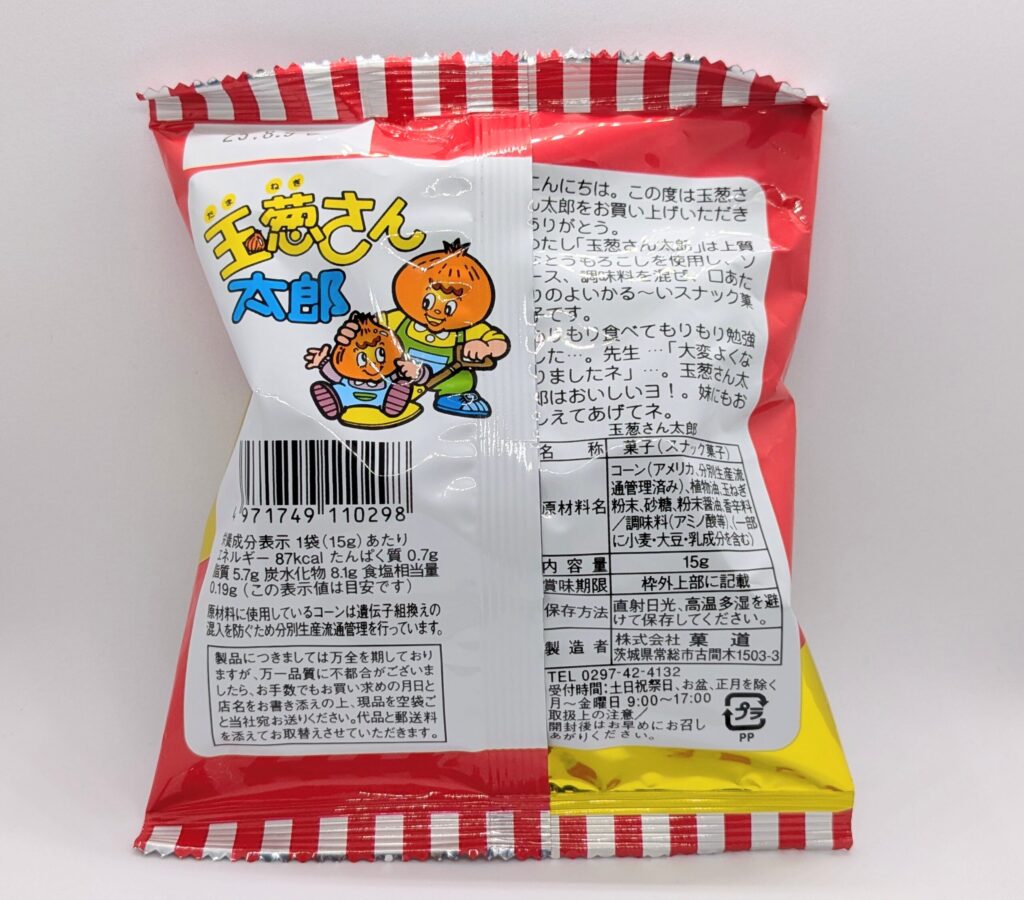 たま ねぎ
玉葱さん
太郎
4971749 110298
栄養成分表示 1袋(15g)あたり
エネルギー 87kcal たんぱく質 0.7g
脂質 5.7g 炭水化物 8.1g 食塩相当量
0.19g (この表示値は目安です)
原材料に使用しているコーンは遺伝子組換えの
混入を防ぐため分別生産流通管理を行っています。
製品につきましては万全を期しており
ますが、万一品質に不都合がございま
したら、お手数でもお買い求めの月日と
店名をお書き添えの上、現品を空袋ご
と当社宛お送りください。代品と郵送料
を添えてお取替えさせていただきます。
こんにちは。この度は玉葱さ
ん太郎をお買い上げいただき
ありがとう。
わたし「玉葱さん太郎」は上質
なとうもろこしを使用し、ソ
ース、調味料を混ぜ、口あた
りのよいかる〜いスナック菓
子です。
もりもり食べてもりもり勉強
した…。先生…「大変よくな
りましたネ」…。玉葱さん太
郎はおいしいヨ!。妹にもお
しえてあげてネ。
玉葱さん太郎
名称 菓子(スナック菓子)
原材料名 コーン(アメリカ、分別生産流
通管理済み)、植物油、玉ねぎ
粉末、砂糖、粉末醤油、香辛料
/調味料(アミノ酸等)、(一部
に小麦・大豆・乳成分を含む)
内容量 15g
賞味期限 枠外上部に記載
保存方法 直射日光、高温多湿を避
けて保存してください。
製造者 株式会社 菓道
茨城県常総市古間木1503-3
TEL 0297-42-4132
受付時間:土日祝祭日、お盆、正月を除く
月〜金曜日 9:00〜17:00
取扱上の注意/
開封後はお早めにお召し
あがりください。
プラ
PP